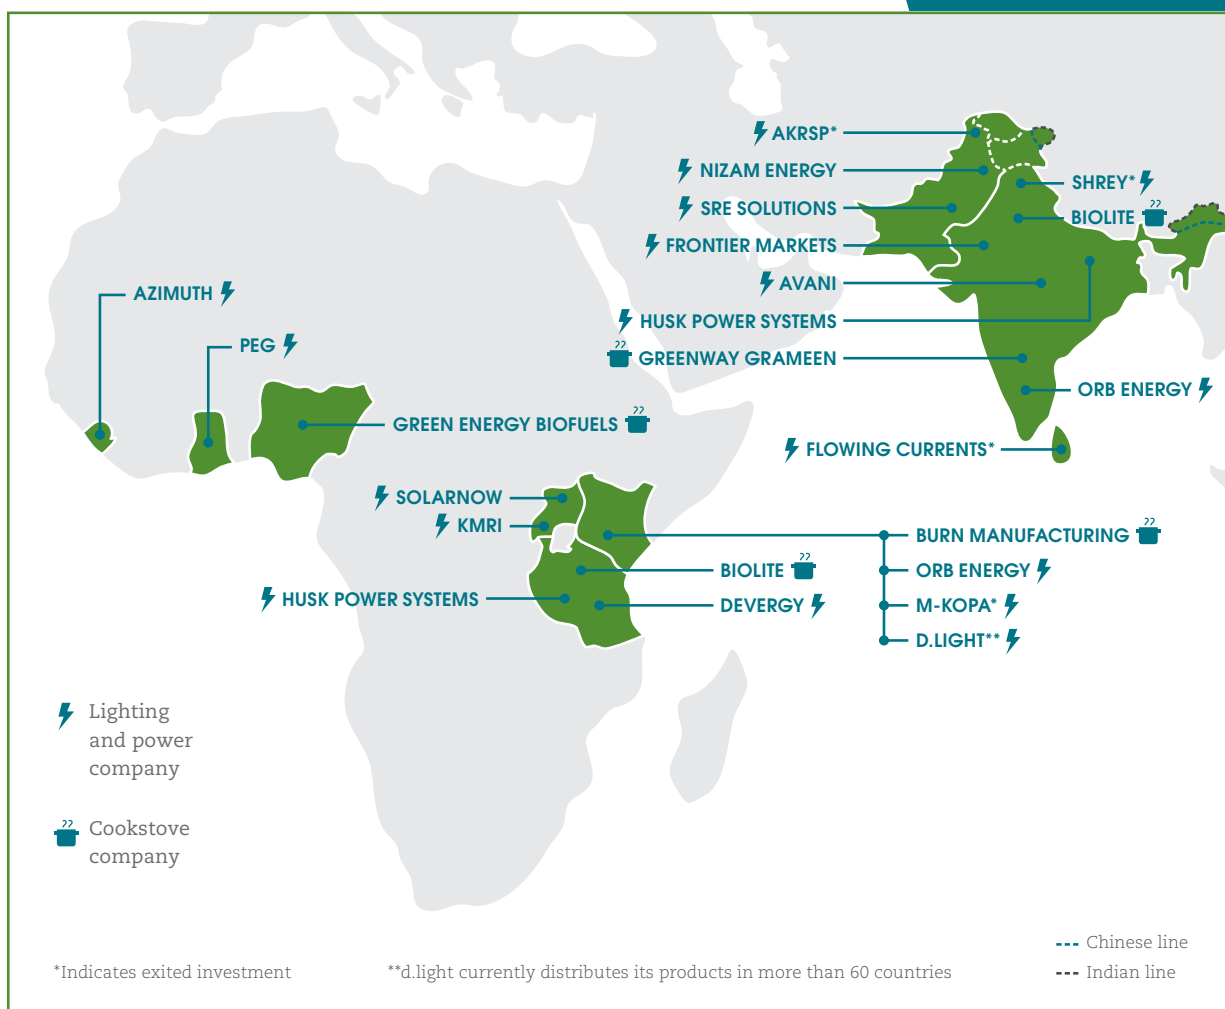 AKRSP*
NIZAM ENERGY
SRE SOLUTIONS
FRONTIER MARKETS
AVANI
HUSK POWER SYSTEMS
GREENWAY GRAMEEN
SHREY*
BIOLITE
ORB ENERGY
FLOWING CURRENTS*
AZIMUTH
PEG
GREEN ENERGY BIOFUELS
SOLARNOW
KMRI
HUSK POWER SYSTEMS
BIOLITE
DEVERGY
BURN MANUFACTURING
ORB ENERGY
M-KOPA*
D.LIGHT**
Lighting
and power
company
Cookstove
company
*Indicates exited investment
**d.light currently distributes its products in more than 60 countries
Chinese line
Indian line